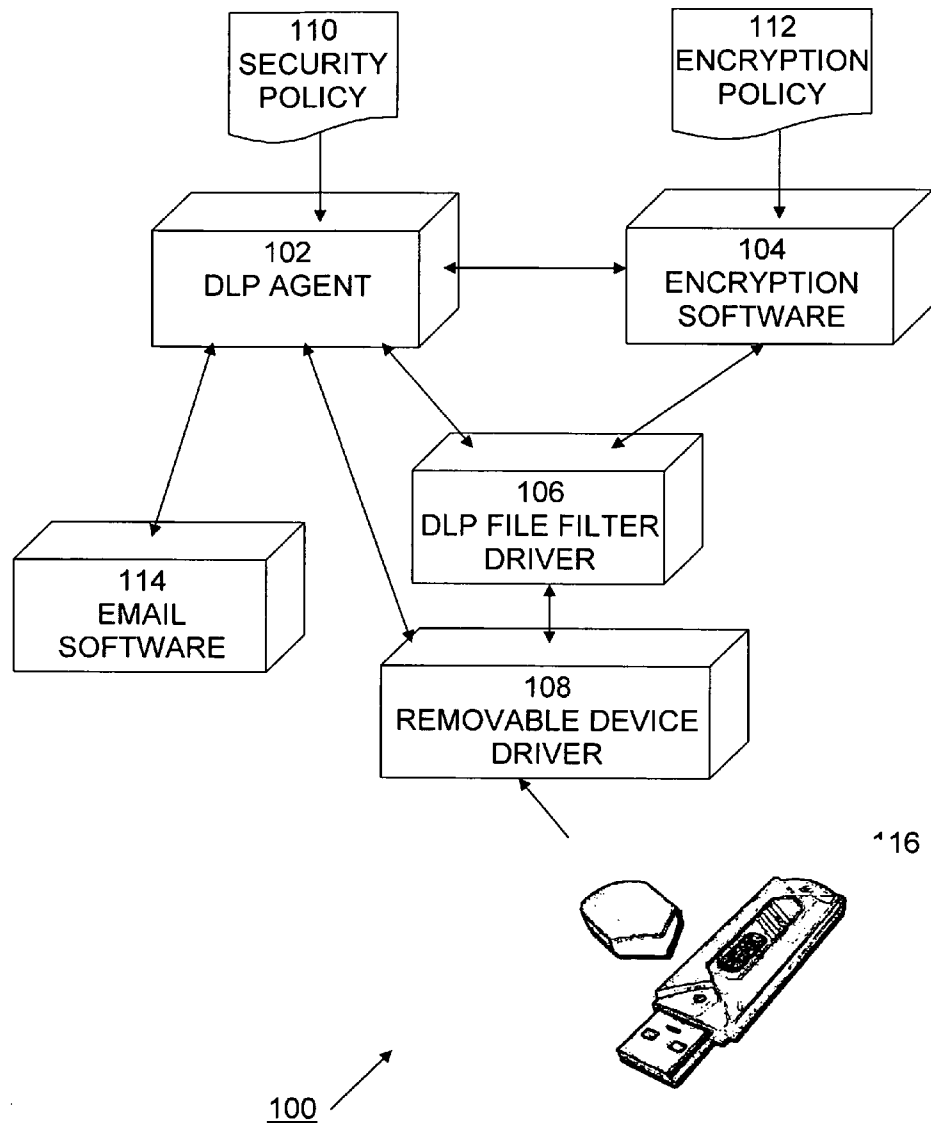 110
SECURITY
POLICY
112
ENCRYPTION
POLICY
102
DLP AGENT
104
ENCRYPTION
SOFTWARE
106
DLP FILE FILTER
DRIVER
114
EMAIL
SOFTWARE
108
REMOVABLE DEVICE
DRIVER
116
100